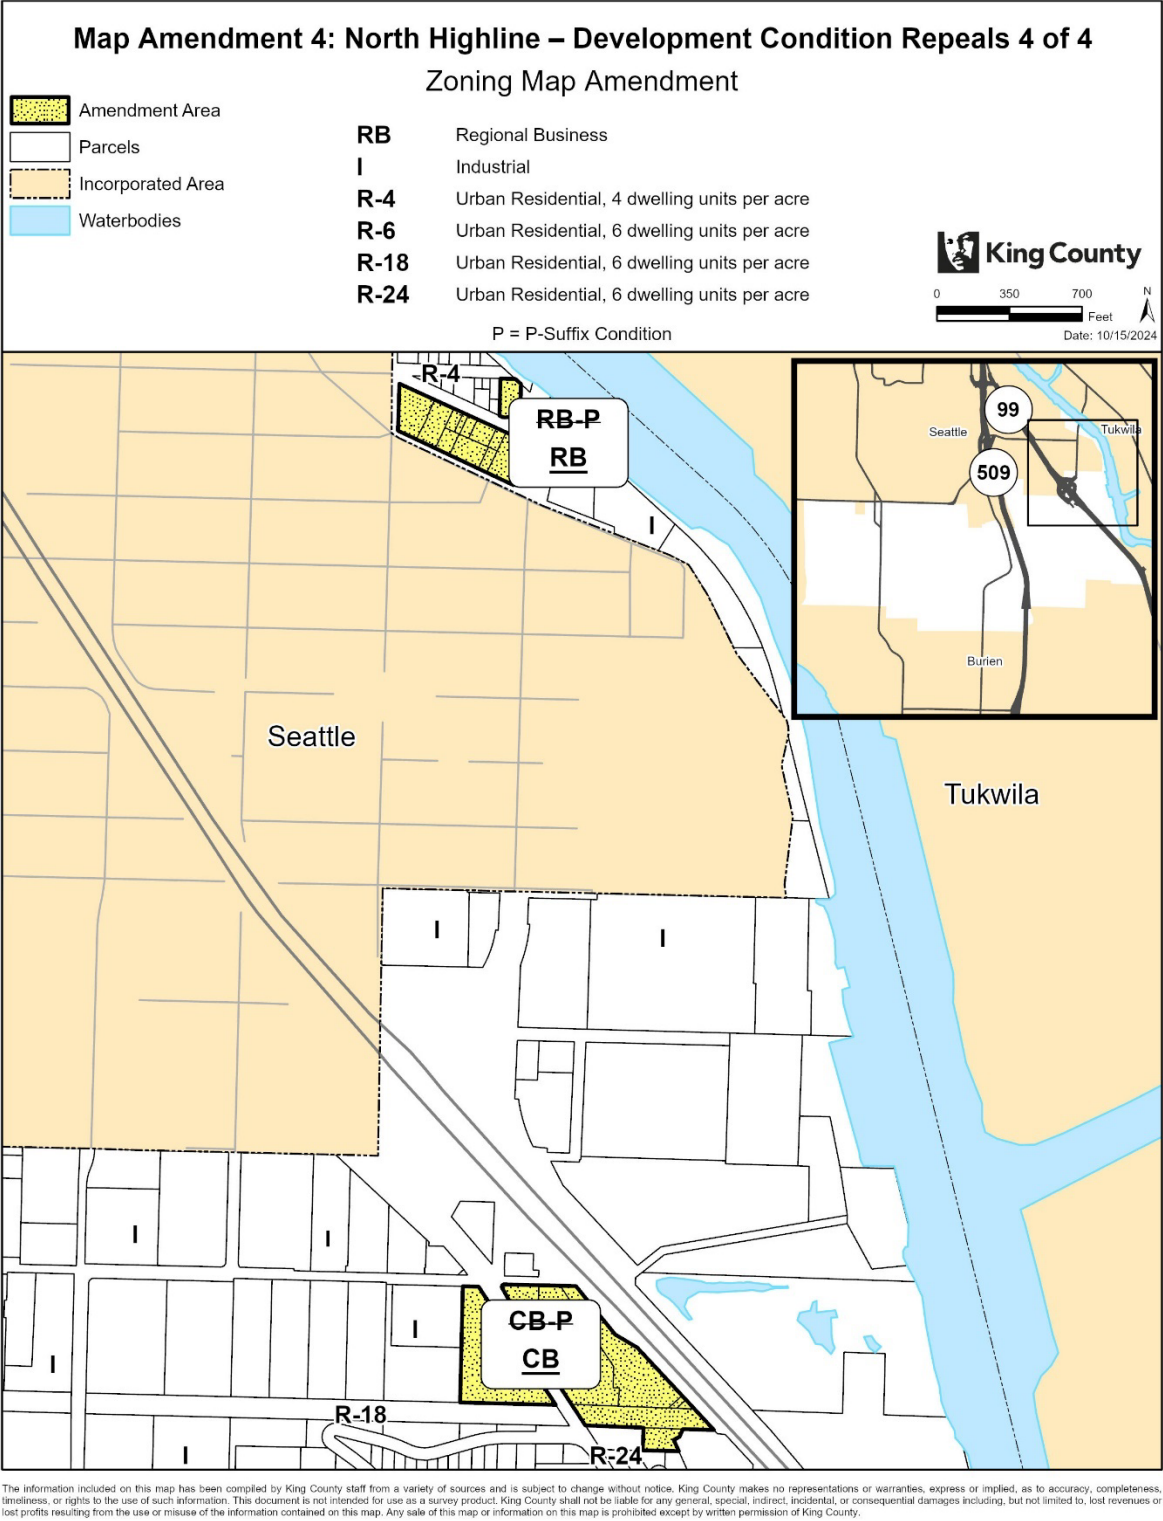 Map Amendment 4: North Highline – Development Condition Repeals 4 of 4
Zoning Map Amendment
Amendment Area
Parcels
Incorporated Area
Waterbodies
RB Regional Business
I Industrial
R-4 Urban Residential, 4 dwelling units per acre
R-6 Urban Residential, 6 dwelling units per acre
R-18 Urban Residential, 6 dwelling units per acre
R-24 Urban Residential, 6 dwelling units per acre
P = P-Suffix Condition
King County
0 350 700
Feet
N
Date: 10/15/2024
R-4
RB-P
RB
I
99
Seattle
Tukwila
509
Burien
Seattle
Tukwila
I
I
I
I
I
I
CB-P
CB
R-18
R-24
I
The information included on this map has been compiled by King County staff from a variety of sources and is subject to change without notice. King County makes no representations or warranties, express or implied, as to accuracy, completeness,
timeliness, or rights to the use of such information. This document is not intended for use as a survey product. King County shall not be liable for any general, special, indirect, incidental, or consequential damages including, but not limited to, lost revenues or
lost profits resulting from the use or misuse of the information contained on this map. Any sale of this map or information on this map is prohibited except by written permission of King County.